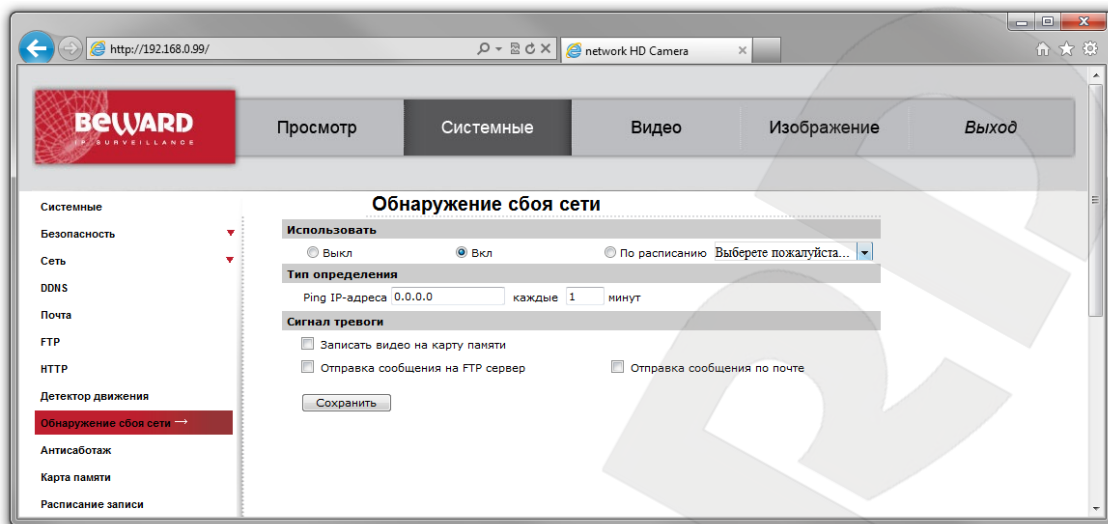 http://192.168.0.99/
network HD Camera
BEWARD
IP SURVEILLANCE
Просмотр
Системные
Видео
Изображение
Выход
Системные
Безопасность
Сеть
DDNS
Почта
FTP
HTTP
Детектор движения
Обнаружение сбоя сети →
Антисаботаж
Карта памяти
Расписание записи
Обнаружение сбоя сети
Использовать
Выкл Вкл По расписанию Выберете пожалуйста...
Тип определения
Ping IP-адреса 0.0.0.0 каждые 1 минут
Сигнал тревоги
Записать видео на карту памяти
Отправка сообщения на FTP сервер Отправка сообщения по почте
Сохранить